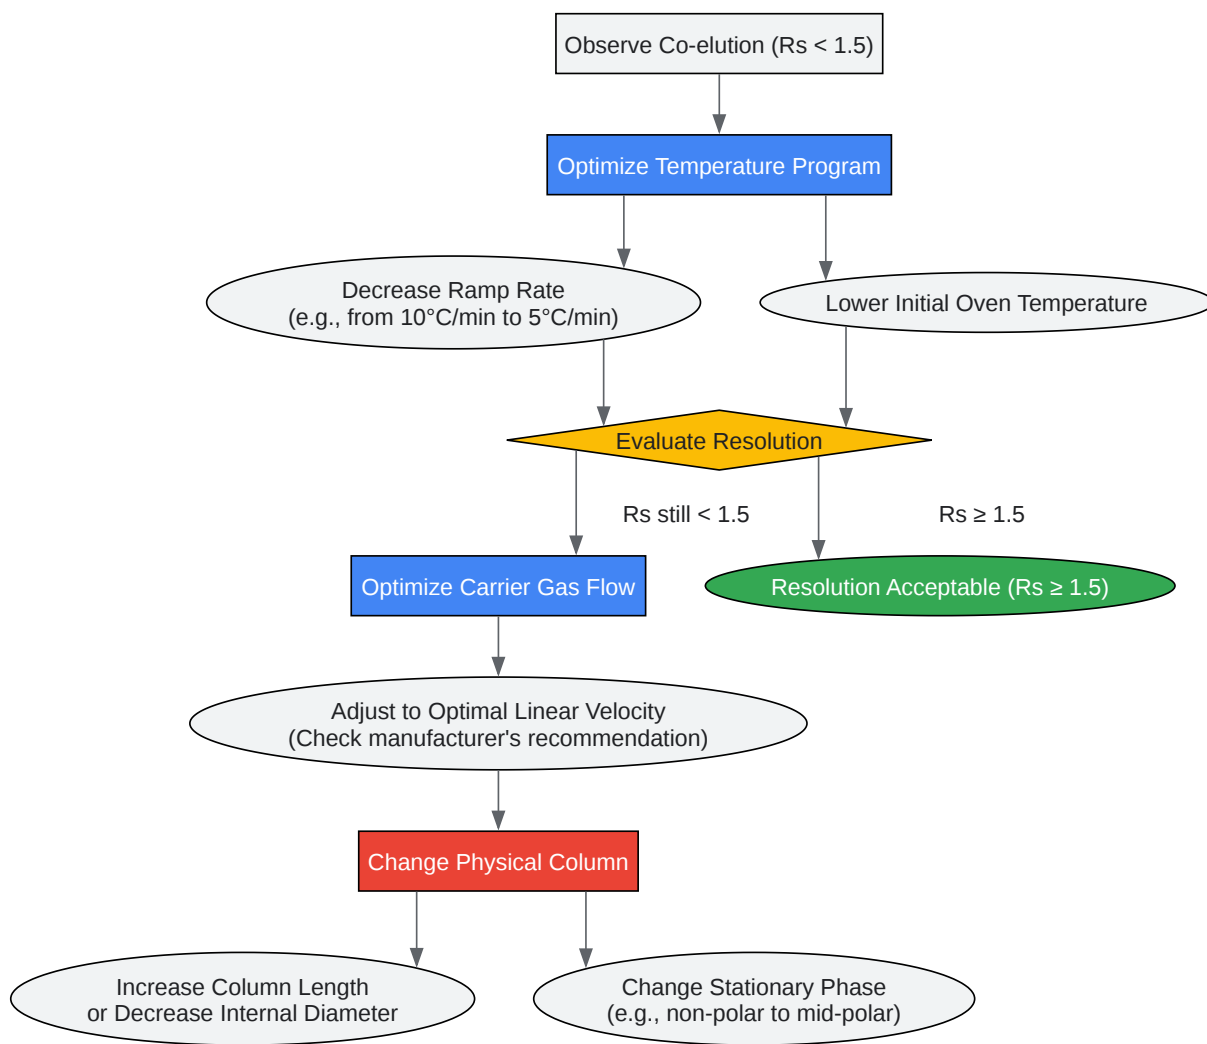 Observe Co-elution (Rs < 1.5)
Optimize Temperature Program
Decrease Ramp Rate
(e.g., from 10°C/min to 5°C/min)
Lower Initial Oven Temperature
Evaluate Resolution
Rs still < 1.5
Rs ≥ 1.5
Optimize Carrier Gas Flow
Resolution Acceptable (Rs ≥ 1.5)
Adjust to Optimal Linear Velocity
(Check manufacturer's recommendation)
Change Physical Column
Increase Column Length
or Decrease Internal Diameter
Change Stationary Phase
(e.g., non-polar to mid-polar)